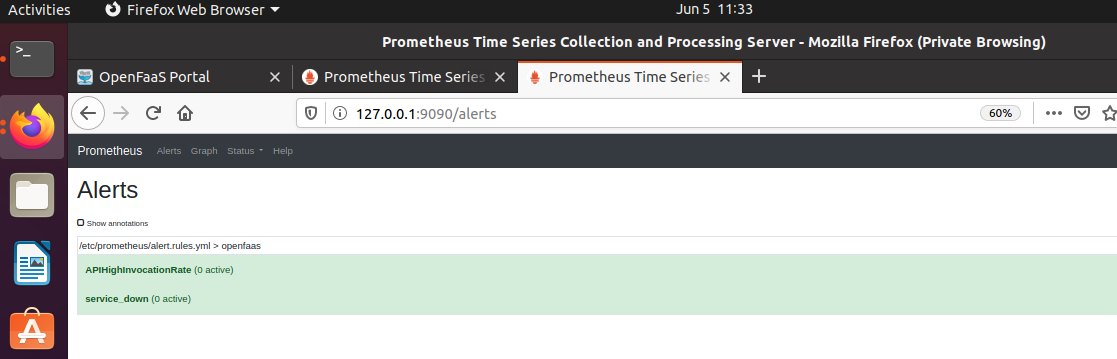 Activities Firefox Web Browser Jun 5 11:33
Prometheus Time Series Collection and Processing Server - Mozilla Firefox (Private Browsing)
OpenFaaS Portal Prometheus Time Series Prometheus Time Series
127.0.0.1:9090/alerts 60%
Prometheus Alerts Graph Status Help
Alerts
Show annotations
/etc/prometheus/alert.rules.yml > openfaas
APIHighInvocationRate (0 active)
service_down (0 active)